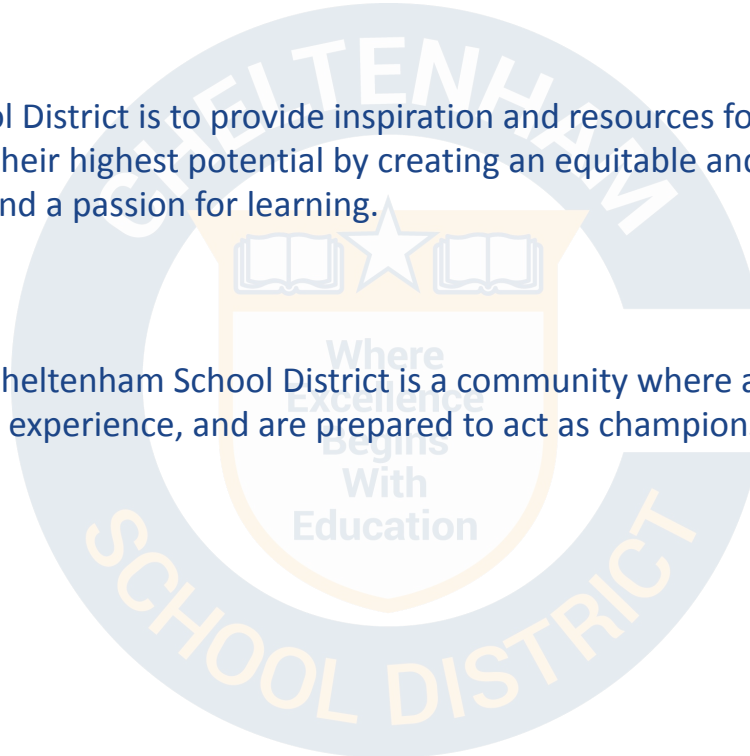 CHELTENHAM
ol District is to provide inspiration and resources fo
heir highest potential by creating an equitable and
nd a passion for learning.
heltenham School District is a community where a
experience, and are prepared to act as champion
Where
Excellence
Begins
With
Education
SCHOOL DISTRICT